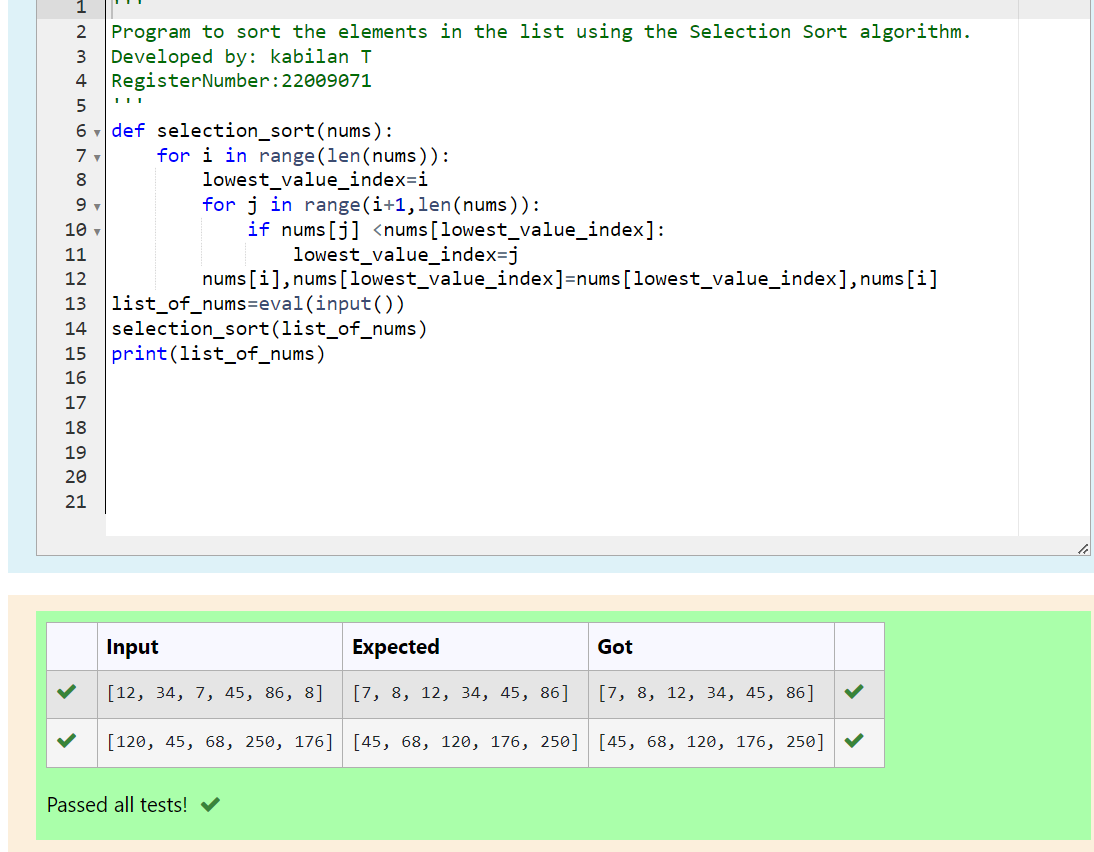 1 '''
2 Program to sort the elements in the list using the Selection Sort algorithm.
3 Developed by: kabilan T
4 RegisterNumber:22009071
5 '''
6 def selection_sort(nums):
7     for i in range(len(nums)):
8         lowest_value_index=i
9         for j in range(i+1,len(nums)):
10             if nums[j] <nums[lowest_value_index]:
11                 lowest_value_index=j
12         nums[i],nums[lowest_value_index]=nums[lowest_value_index],nums[i]
13 list_of_nums=eval(input())
14 selection_sort(list_of_nums)
15 print(list_of_nums)
16
17
18
19
20
21
Input Expected Got
[12, 34, 7, 45, 86, 8] [7, 8, 12, 34, 45, 86] [7, 8, 12, 34, 45, 86]
[120, 45, 68, 250, 176] [45, 68, 120, 176, 250] [45, 68, 120, 176, 250]
Passed all tests!